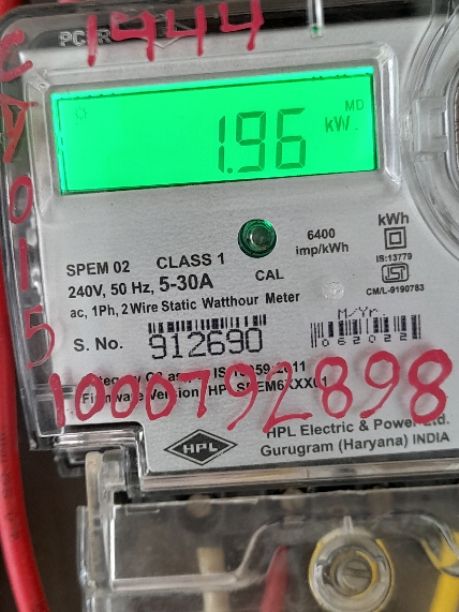 1444
MD
1.96 kW
kWh
6400
imp/kWh
IS:13779
CM/L-9190783
SPEM 02 CLASS 1
240V, 50 Hz, 5-30A CAL
ac, 1Ph, 2 Wire Static Watthour Meter
M/Yr.
S. No. 912690
062022
1000792898
HPL
HPL Electric & Power Ltd.
Gurugram (Haryana) INDIA